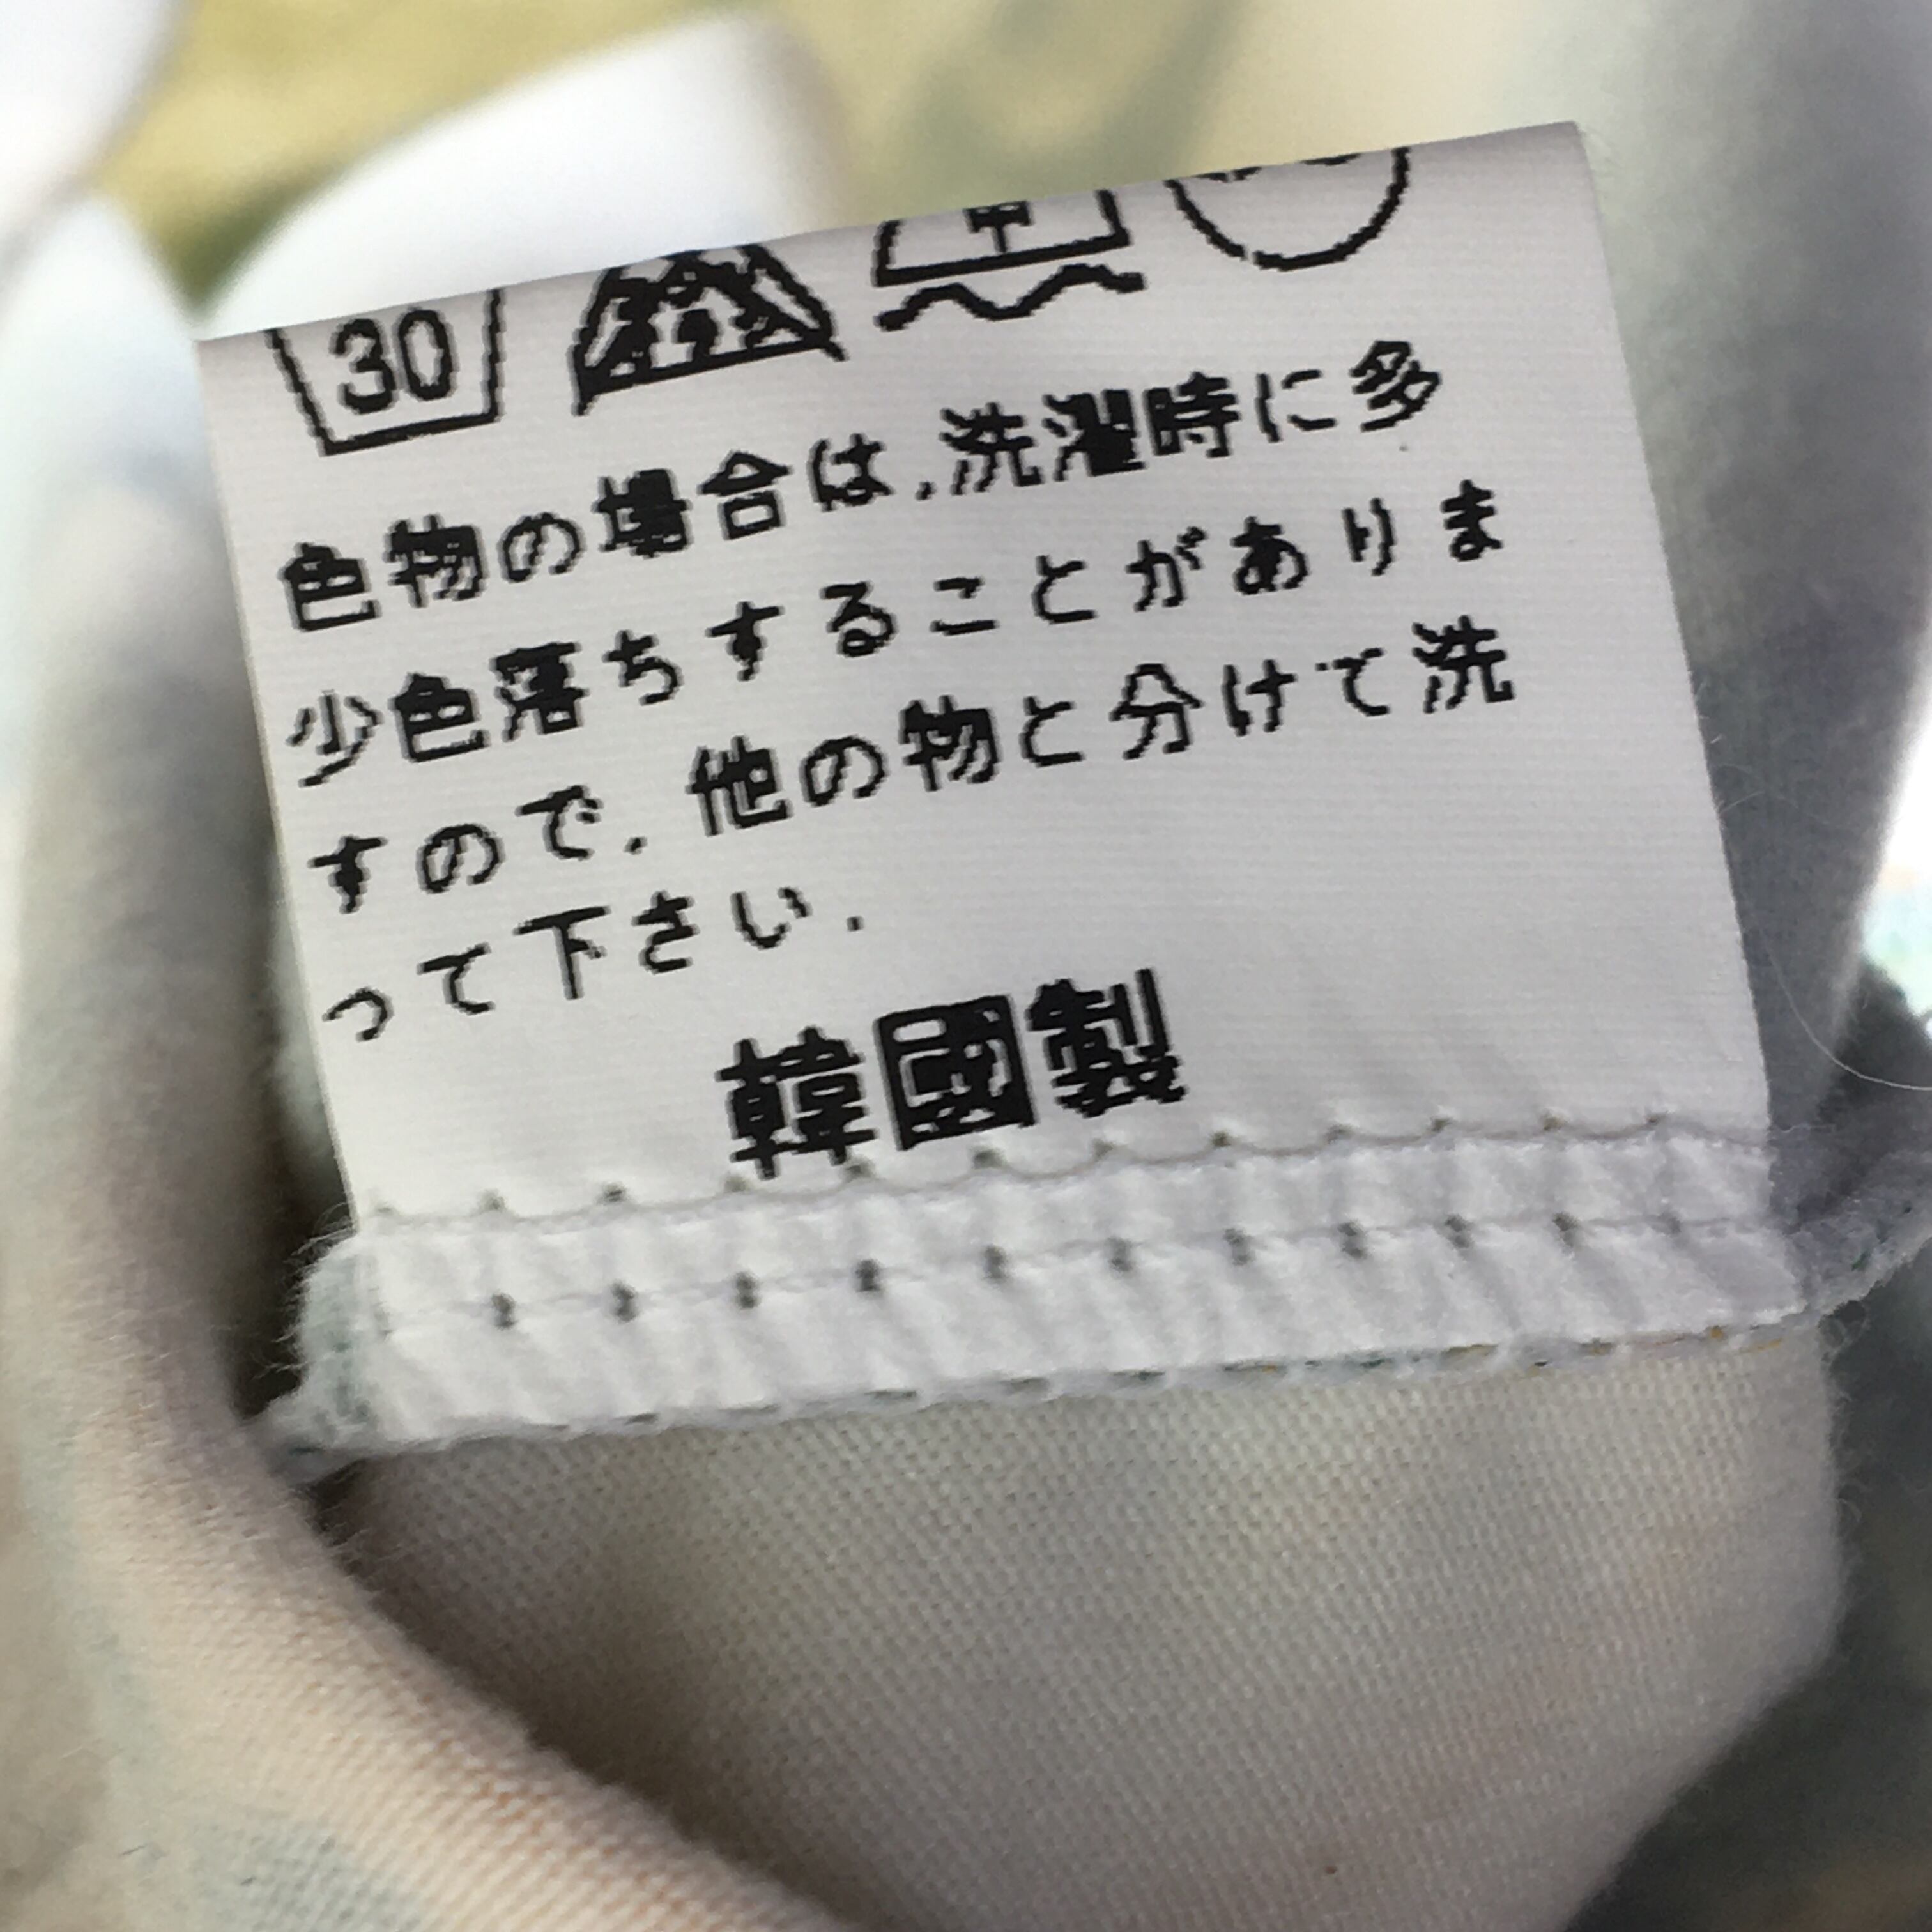 30
色物の場合は,洗濯時に多
少色落ちすることがありま
すので. 他の物と分けて洗
って下さい.
韓國製